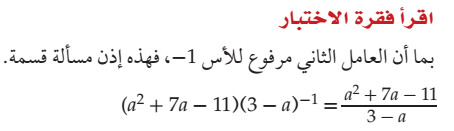 اقرأ فقرة الاختبار
بما أن العامل الثاني مرفوع للأس 1−، فهذه إذن مسألة قسمة.
(a² + 7a − 11)(3 − a)⁻¹ = \frac{a² + 7a − 11}{3 − a}